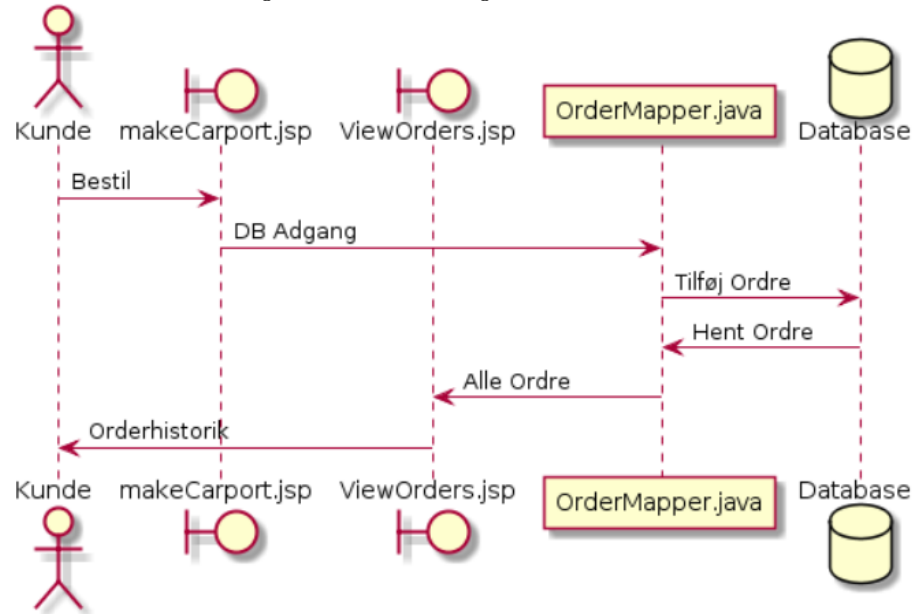 Kunde
makeCarport.jsp
ViewOrders.jsp
OrderMapper.java
Database
Bestil
DB Adgang
Tilføj Ordre
Hent Ordre
Alle Ordre
Orderhistorik
Kunde
makeCarport.jsp
ViewOrders.jsp
OrderMapper.java
Database